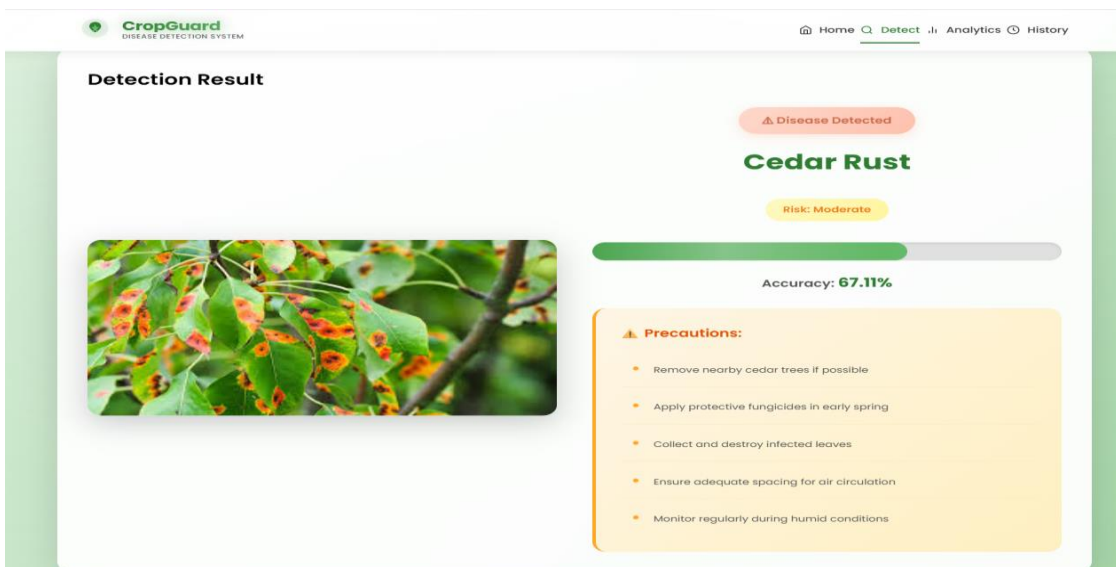 CropGuard
DISEASE DETECTION SYSTEM
Home Detect Analytics History
Detection Result
Disease Detected
Cedar Rust
Risk: Moderate
Accuracy: 67.11%
Precautions:
Remove nearby cedar trees if possible
Apply protective fungicides in early spring
Collect and destroy infected leaves
Ensure adequate spacing for air circulation
Monitor regularly during humid conditions